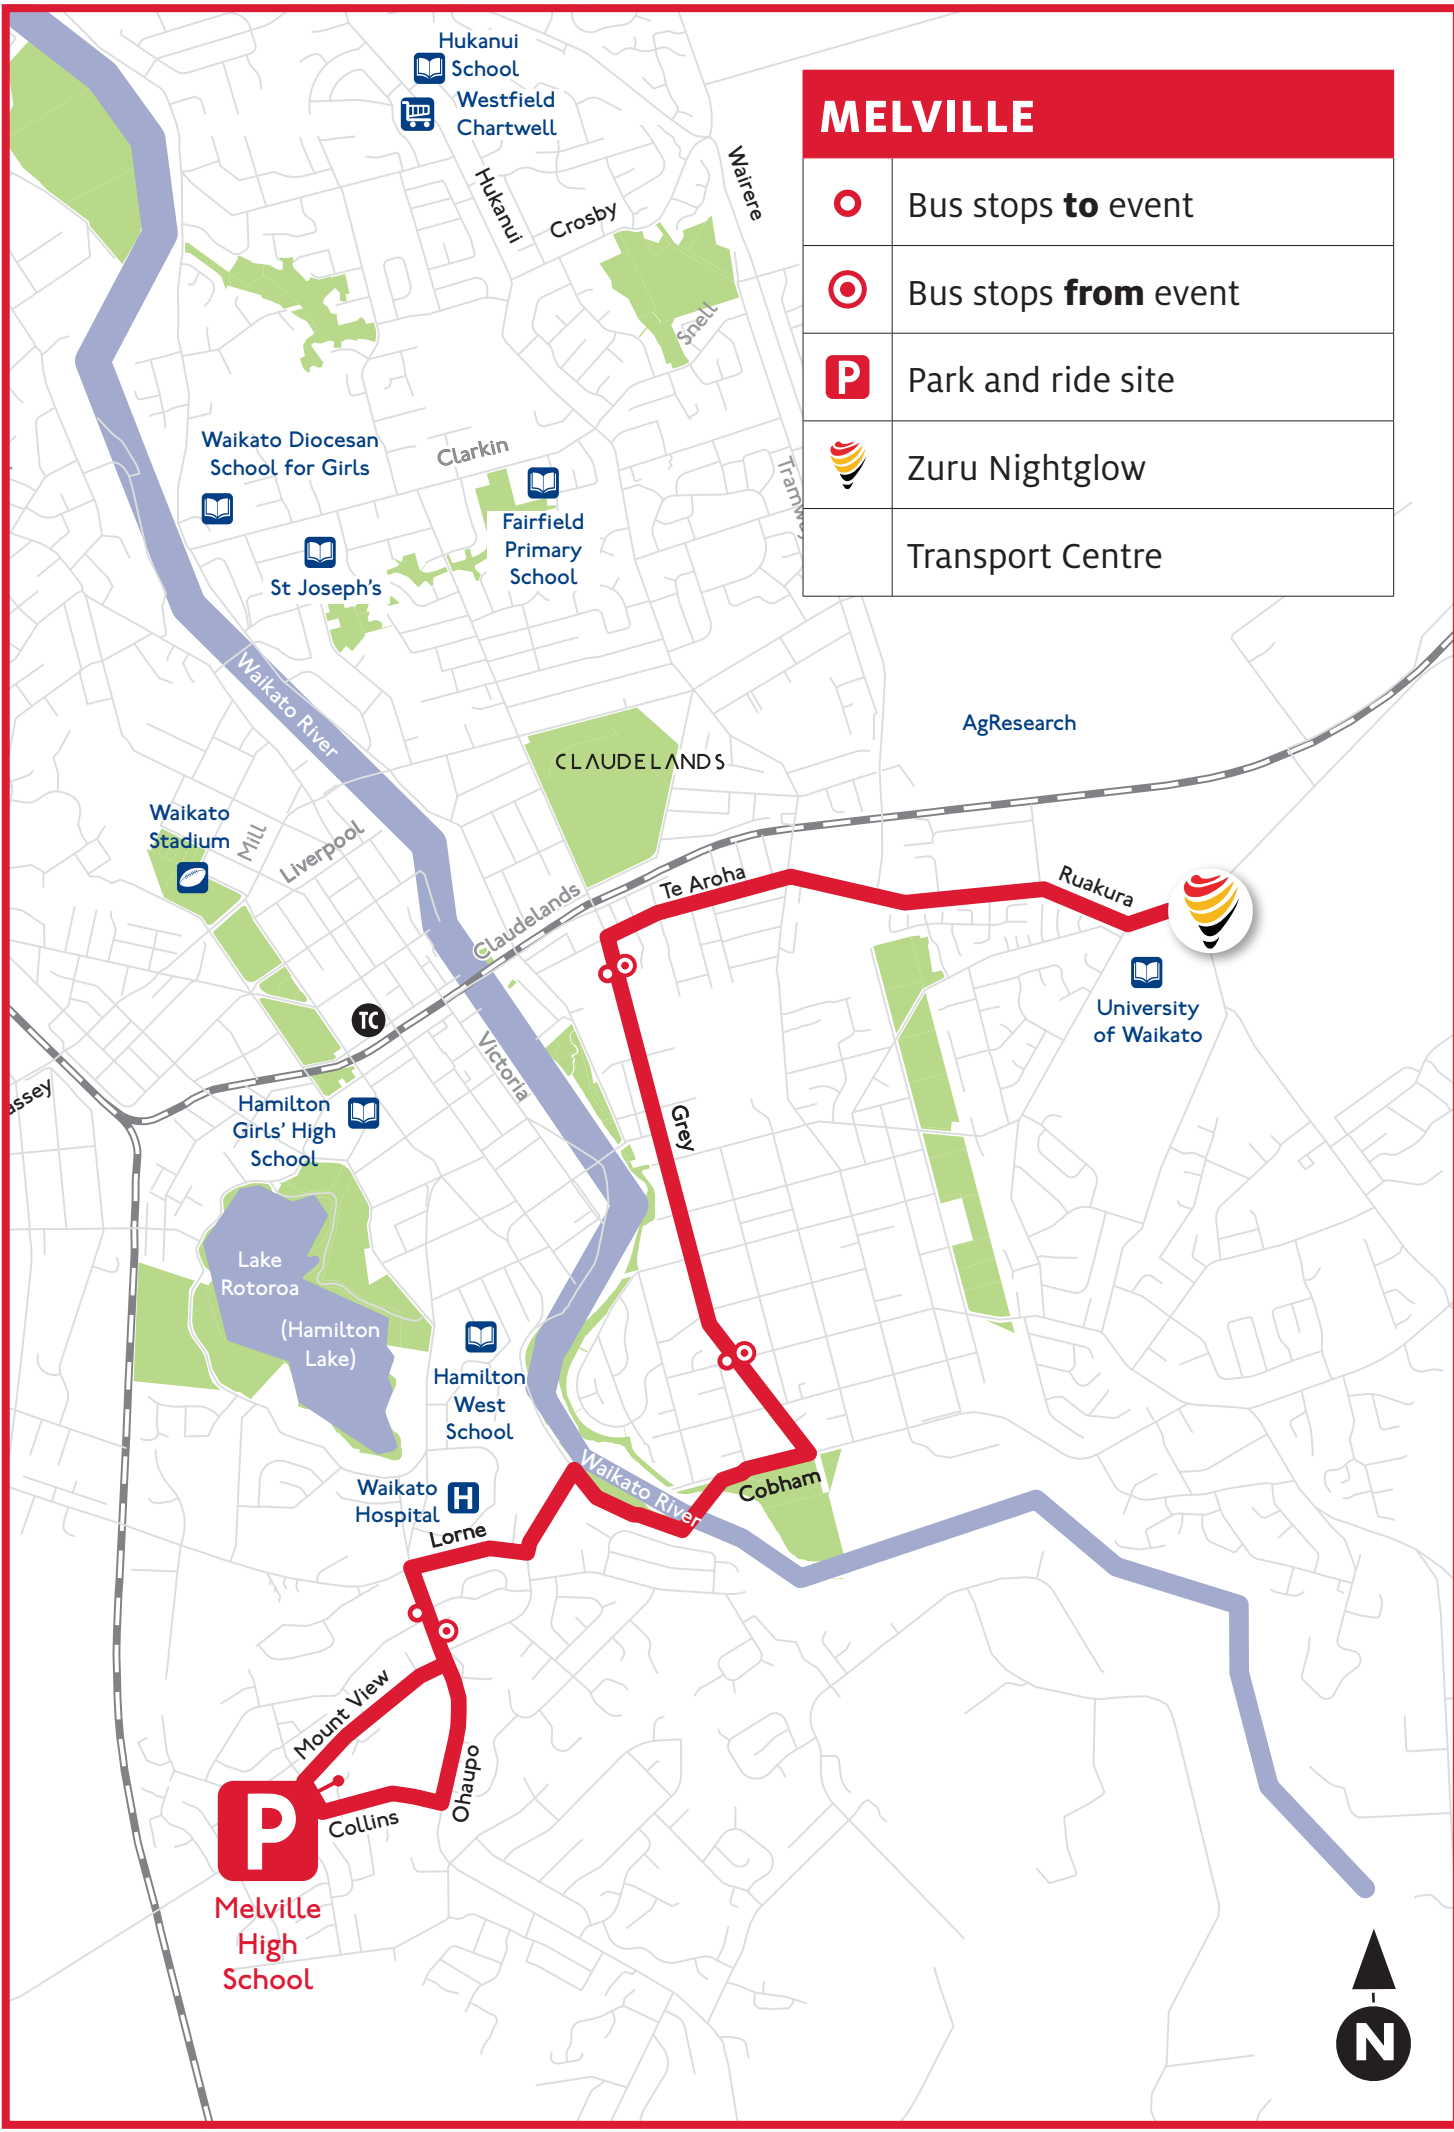 Hukanui
School
Westfield
Chartwell
MELVILLE
Bus stops to event
Bus stops from event
P
Park and ride site
Zuru Nightglow
Transport Centre
Wairere
Hukanui
Crosby
Snell
Waikato Diocesan
School for Girls
Clarkin
Fairfield
Primary
School
St Joseph's
Waikato River
AgResearch
CLAUDELANDS
Waikato
Stadium
Mill
Liverpool
Te Aroha
Ruakura
Claudelands
University
of Waikato
TC
Victoria
assey
Hamilton
Girls' High
School
Grey
Lake
Rotoroa
(Hamilton
Lake)
Hamilton
West
School
Waikato River
Cobham
Waikato
Hospital
H
Lorne
Mount View
Ohaupo
Collins
P
Melville
High
School
N